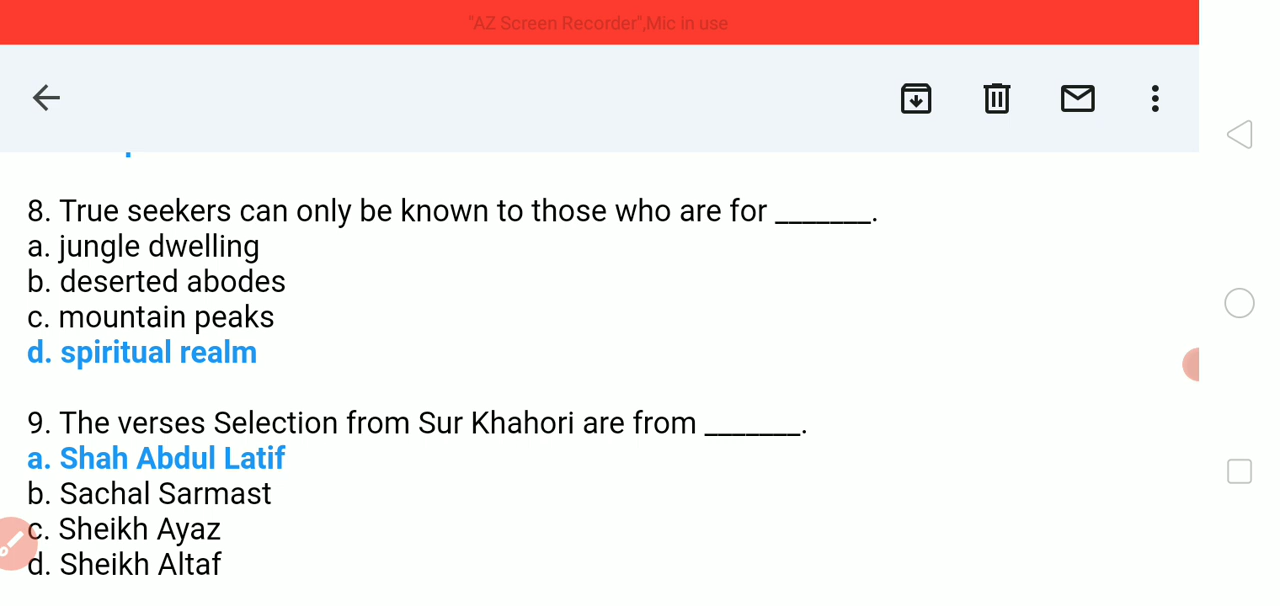 "AZ Screen Recorder",Mic in use
8. True seekers can only be known to those who are for _______.
a. jungle dwelling
b. deserted abodes
c. mountain peaks
d. spiritual realm
9. The verses Selection from Sur Khahori are from _______.
a. Shah Abdul Latif
b. Sachal Sarmast
c. Sheikh Ayaz
d. Sheikh Altaf